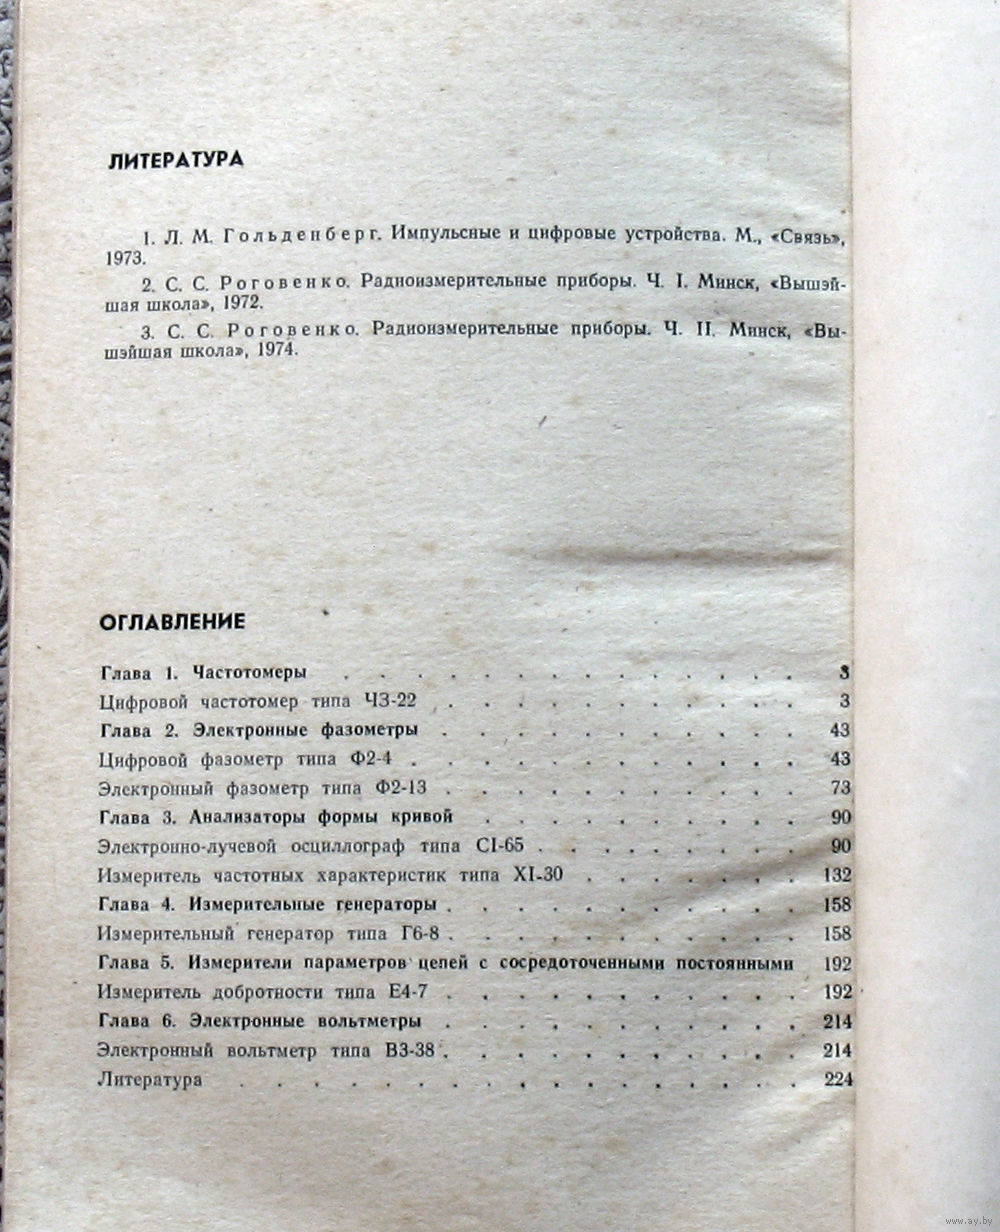 ЛИТЕРАТУРА
1. Л. М. Гольденберг. Импульсные и цифровые устройства. М., «Связь»,
1973.
2. С. С. Роговенко. Радиоизмерительные приборы. Ч. I. Минск, «Вышэй-
шая школа», 1972.
3. С. С. Роговенко. Радиоизмерительные приборы. Ч. II. Минск, «Вы-
шэйшая школа», 1974.
ОГЛАВЛЕНИЕ
Глава 1. Частотомеры . . . . . . . . . . . . . 3
Цифровой частотомер типа ЧЗ-22 . . . . . . . . . . 3
Глава 2. Электронные фазометры . . . . . . . . . . 43
Цифровой фазометр типа Ф2-4 . . . . . . . . . . . 43
Электронный фазометр типа Ф2-13 . . . . . . . . . . 73
Глава 3. Анализаторы формы кривой . . . . . . . . . 90
Электронно-лучевой осциллограф типа CI-65 . . . . . . . . 90
Измеритель частотных характеристик типа XI-30 . . . . . . 132
Глава 4. Измерительные генераторы . . . . . . . . . . 158
Измерительный генератор типа Г6-8 . . . . . . . . . . 158
Глава 5. Измерители параметров цепей с сосредоточенными постоянными 192
Измеритель добротности типа Е4-7 . . . . . . . . . . 192
Глава 6. Электронные вольтметры . . . . . . . . . . 214
Электронный вольтметр типа ВЗ-38 . . . . . . . . . . 214
Литература . . . . . . . . . . . . . . . . 224
www.ay.by